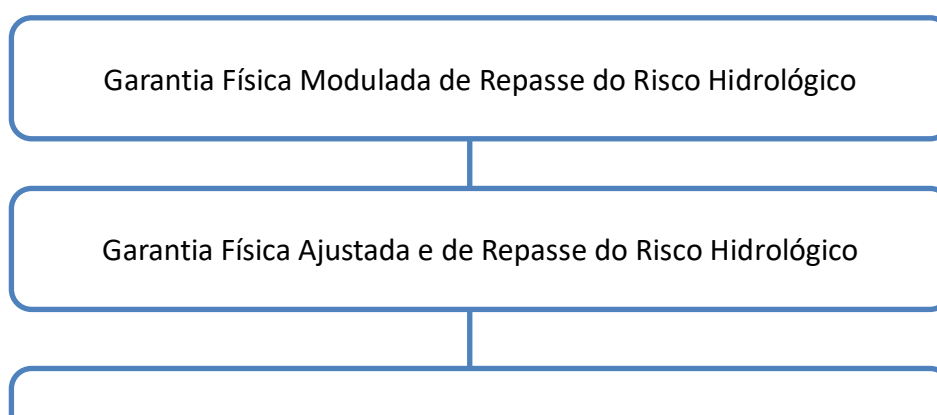 Garantia Física Modulada de Repasse do Risco Hidrológico
Garantia Física Ajustada e de Repasse do Risco Hidrológico